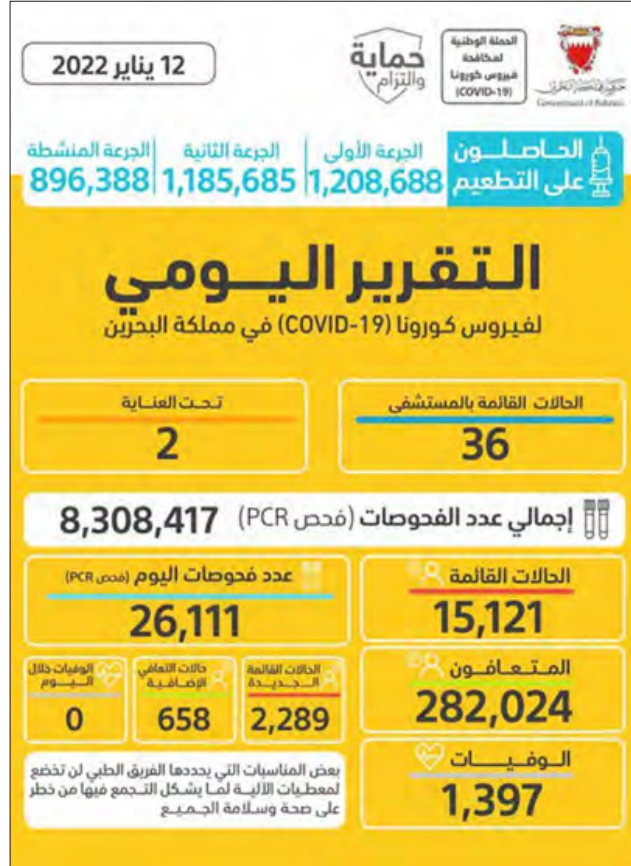 12 يناير 2022
حماية
والتزام
الحملة الوطنية
لمكافحة
فيروس كورونا
(COVID-19)
Government of Bahrain
الحاصلون
على التطعيم
الجرعة الأولى
1,208,688
الجرعة الثانية
1,185,685
الجرعة المنشطة
896,388
التقرير اليومي
لفيروس كورونا (COVID-19) في مملكة البحرين
الحالات القائمة بالمستشفى
36
تحت العناية
2
إجمالي عدد الفحوصات (فحص PCR) 8,308,417
الحالات القائمة
15,121
عدد فحوصات اليوم (فحص PCR)
26,111
المتعافون
282,024
الحالات القائمة
الجديدة
2,289
حالات التعافي
الإضافية
658
الوفيات خلال
اليوم
0
الوفيات
1,397
بعض المناسبات التي يحددها الفريق الطبي لن تخضع
لمعطيات الآلية لما يشكل التجمع فيها من خطر
على صحة وسلامة الجميع